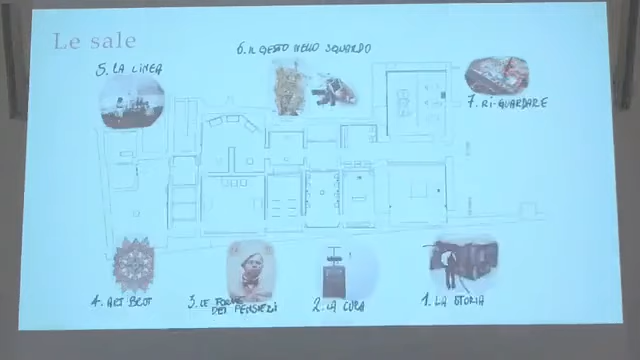 Le sale
6. IL GESTO NELLO SGUARDO
5. LA LINEA
7. RI-GUARDARE
4. ART BRUT
3. LE FORME
DEI PENSIERI
2. LA CURA
1. LA STORIA